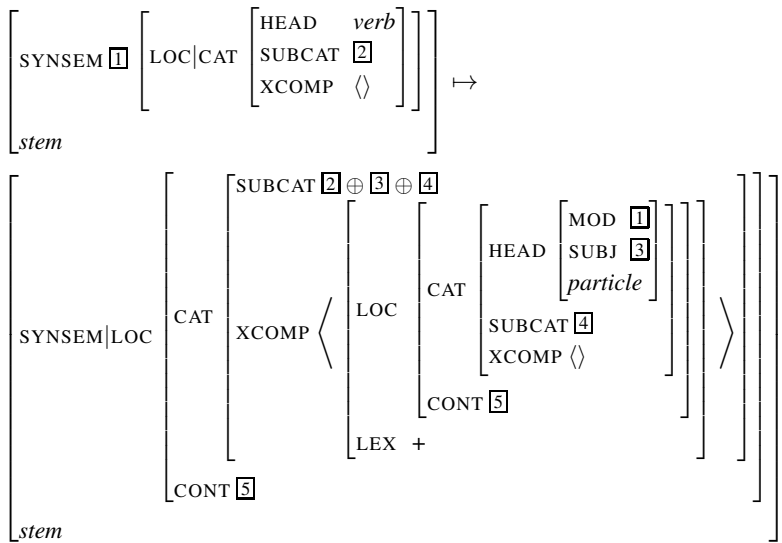 HEAD verb
SYNSEM 1 LOC|CAT SUBCAT 2
XCOMP ⟨⟩ ↦
stem
SUBCAT 2 ⊕ 3 ⊕ 4
MOD 1
HEAD SUBJ 3
CAT particle
LOC
SYNSEM|LOC CAT XCOMP ⟨ SUBCAT 4 ⟩
XCOMP ⟨⟩
CONT 5
LEX +
CONT 5
stem